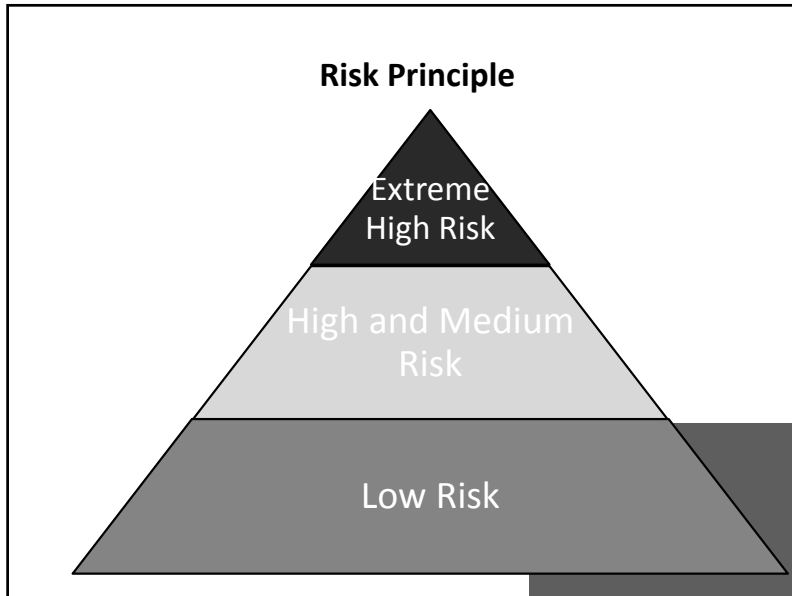 Risk Principle
Extreme
High Risk
High and Medium
Risk
Low Risk